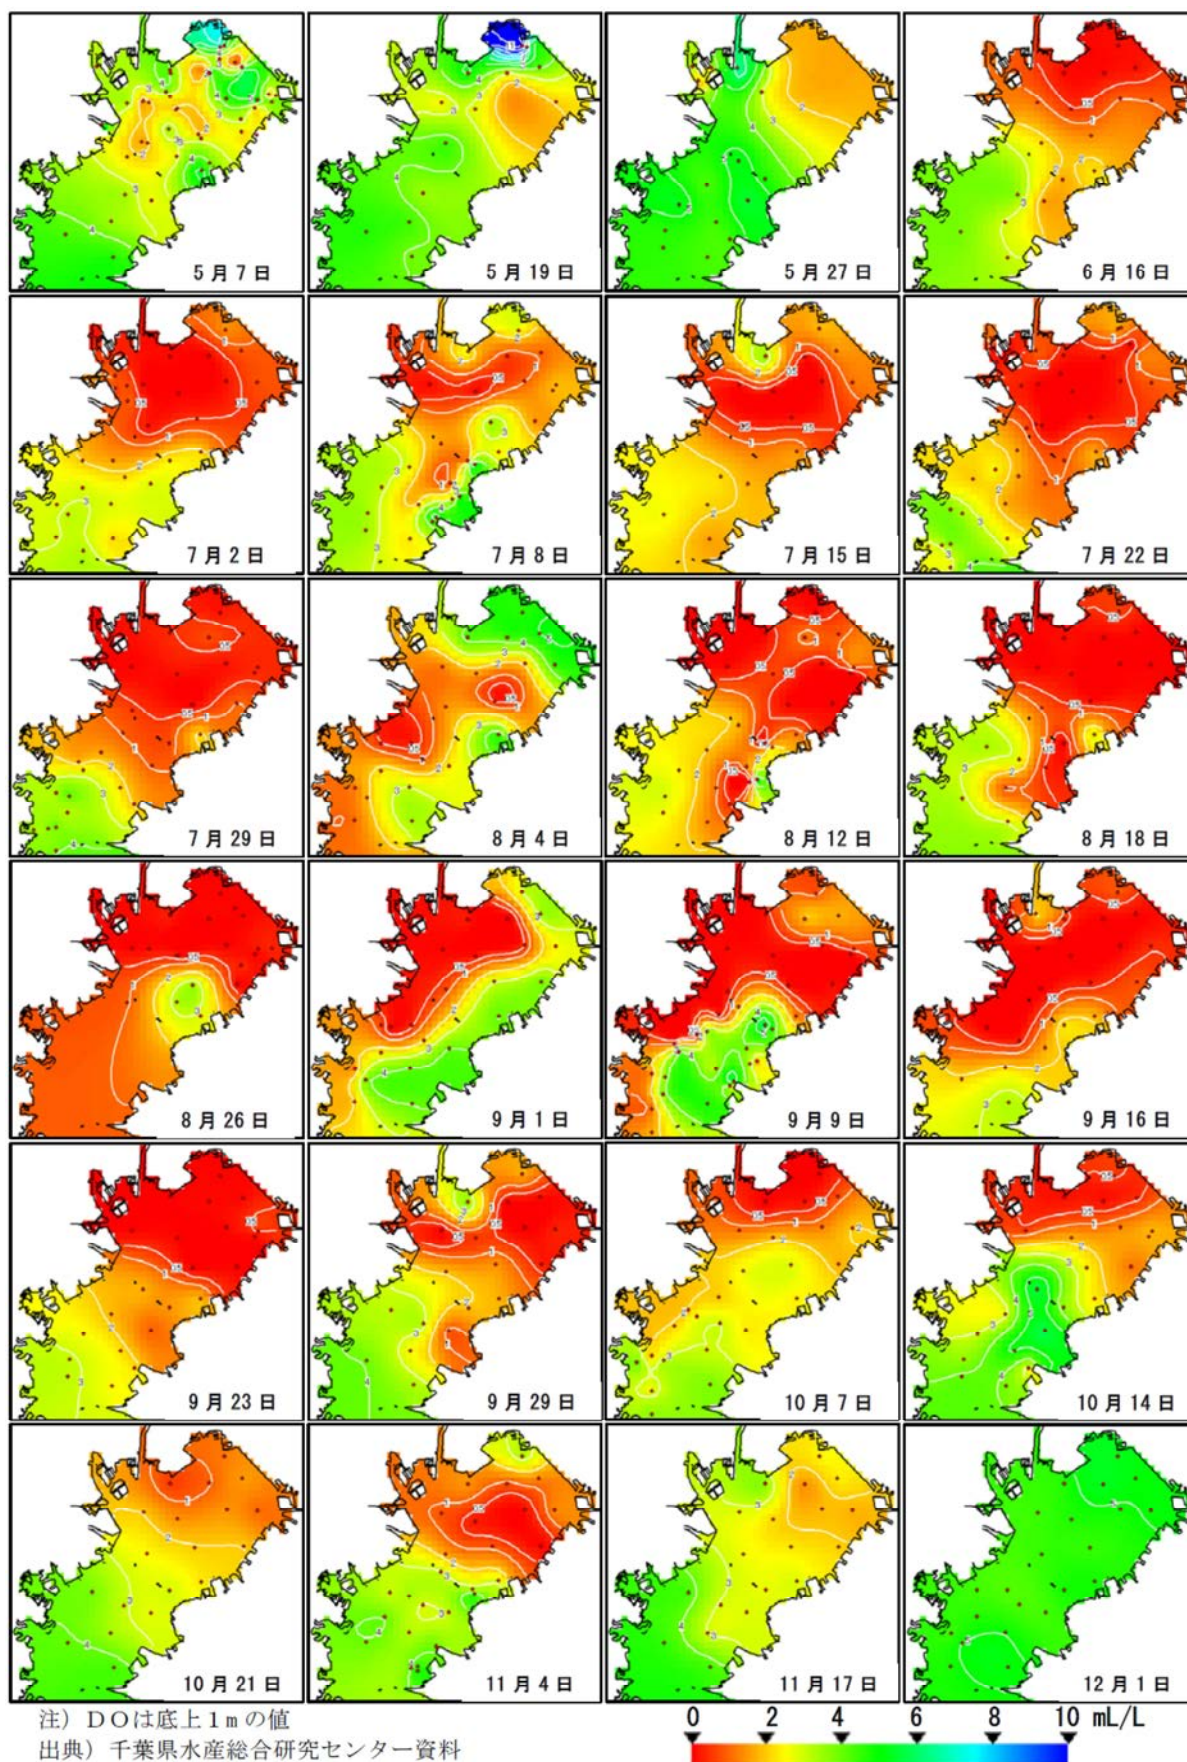 5月7日
5月19日
5月27日
6月16日
7月2日
7月8日
7月15日
7月22日
7月29日
8月4日
8月12日
8月18日
8月26日
9月1日
9月9日
9月16日
9月23日
9月29日
10月7日
10月14日
10月21日
11月4日
11月17日
12月1日
注）ＤＯは底上１ｍの値
出典）千葉県水産総合研究センター資料
0 2 4 6 8 10 mL/L